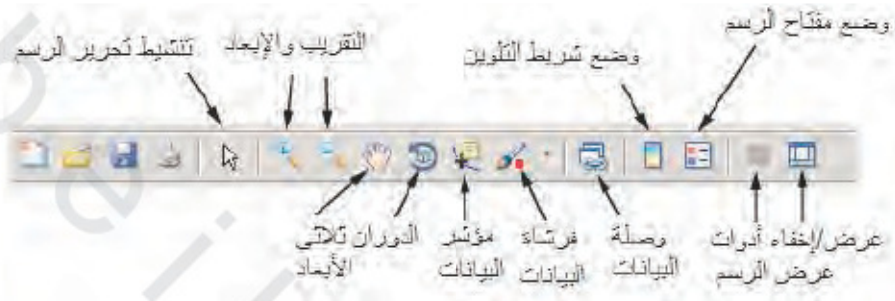 وضع مفتاح الرسم
وضع شريط التلوين
التقريب والإبعاد
تنشيط تحرير الرسم
الدوران ثلاثي
الأبعاد
مؤشر
البيانات
فرشاة
البيانات
وصلة
البيانات
عرض/إخفاء أدوات
عرض الرسم